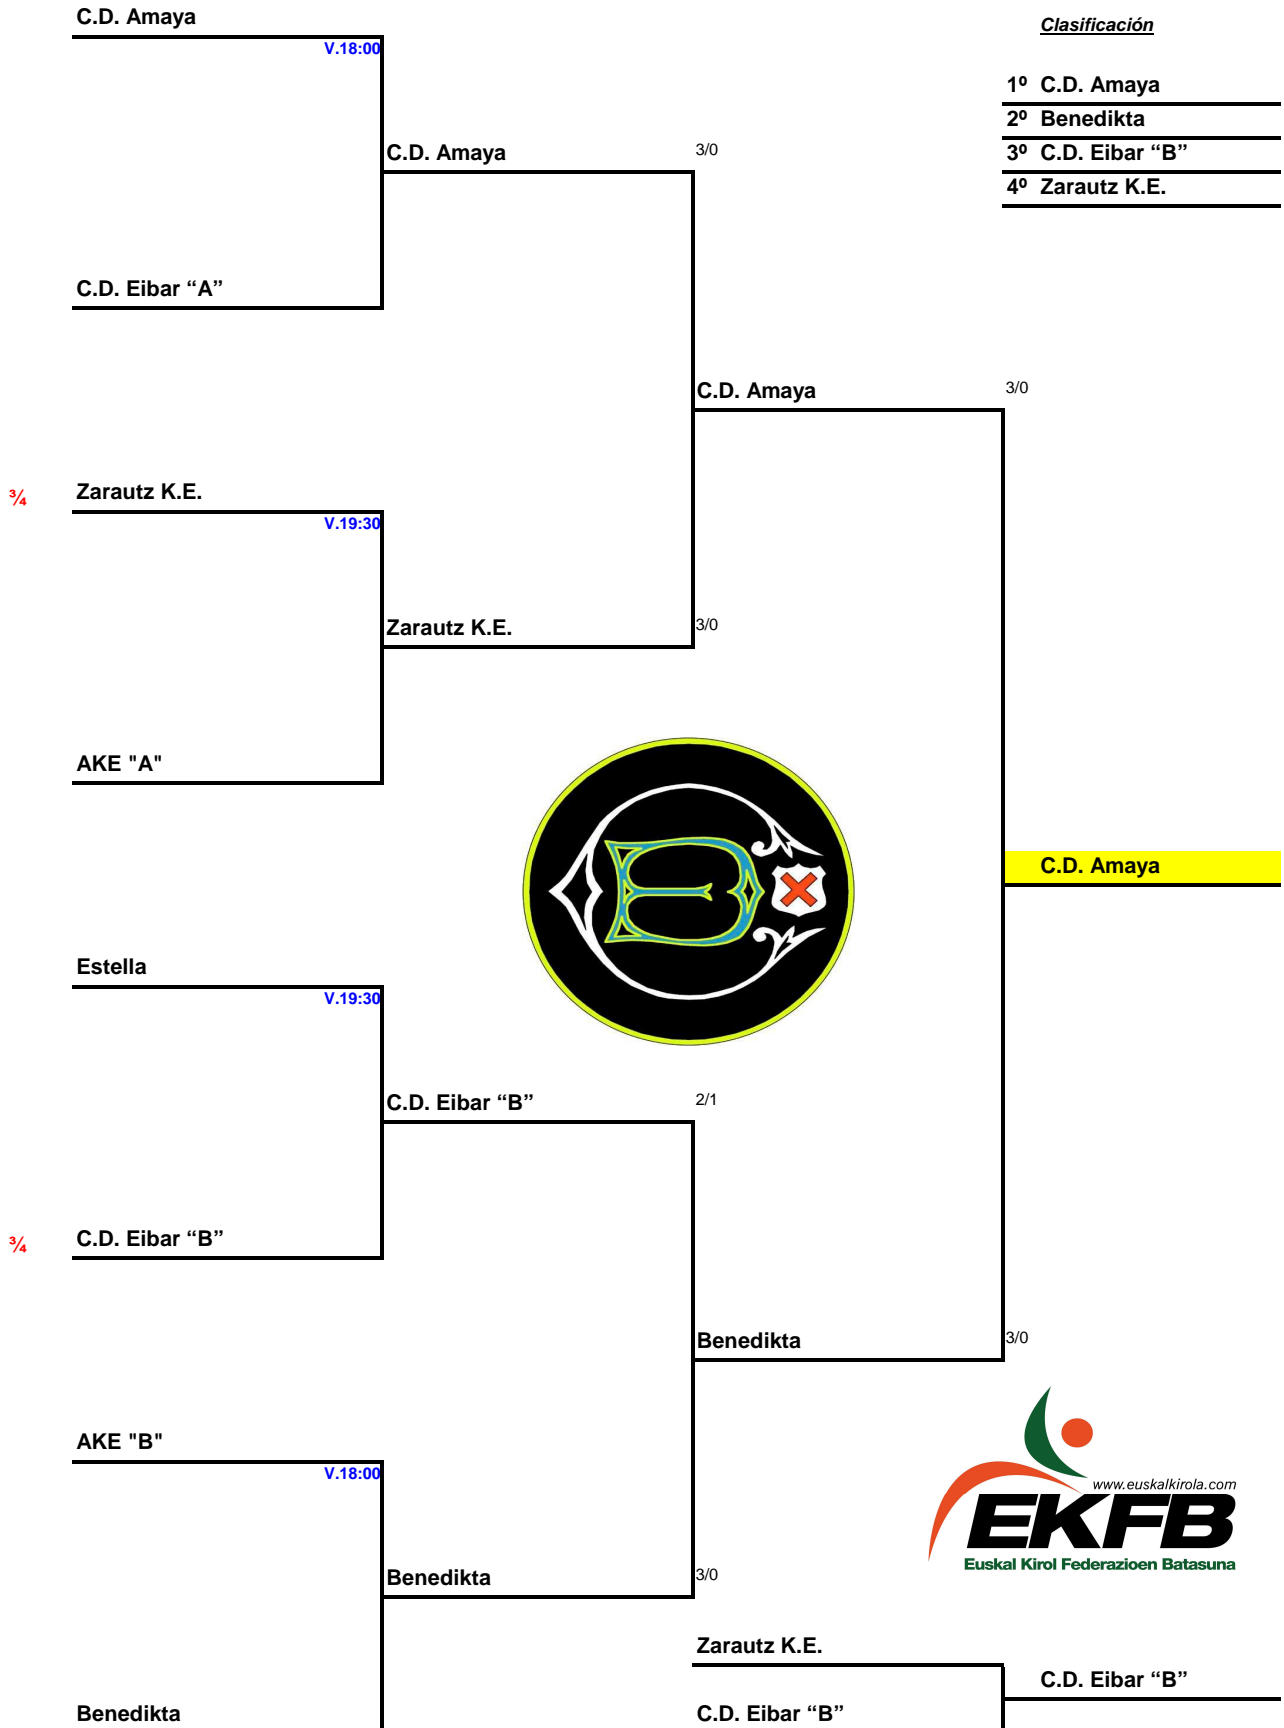 C.D. Amaya
Clasificación
V.18:00
1º C.D. Amaya
2º Benedikta
C.D. Amaya 3/0
3º C.D. Eibar “B”
4º Zarautz K.E.
C.D. Eibar “A”
C.D. Amaya 3/0
¾ Zarautz K.E.
V.19:30
Zarautz K.E. 3/0
AKE "A"
C.D. Amaya
Estella
V.19:30
C.D. Eibar “B” 2/1
¾ C.D. Eibar “B”
Benedikta 3/0
AKE "B"
V.18:00
www.euskalkirola.com
EKFB
Euskal Kirol Federazioen Batasuna
Benedikta 3/0
Zarautz K.E.
C.D. Eibar “B”
Benedikta
C.D. Eibar “B”